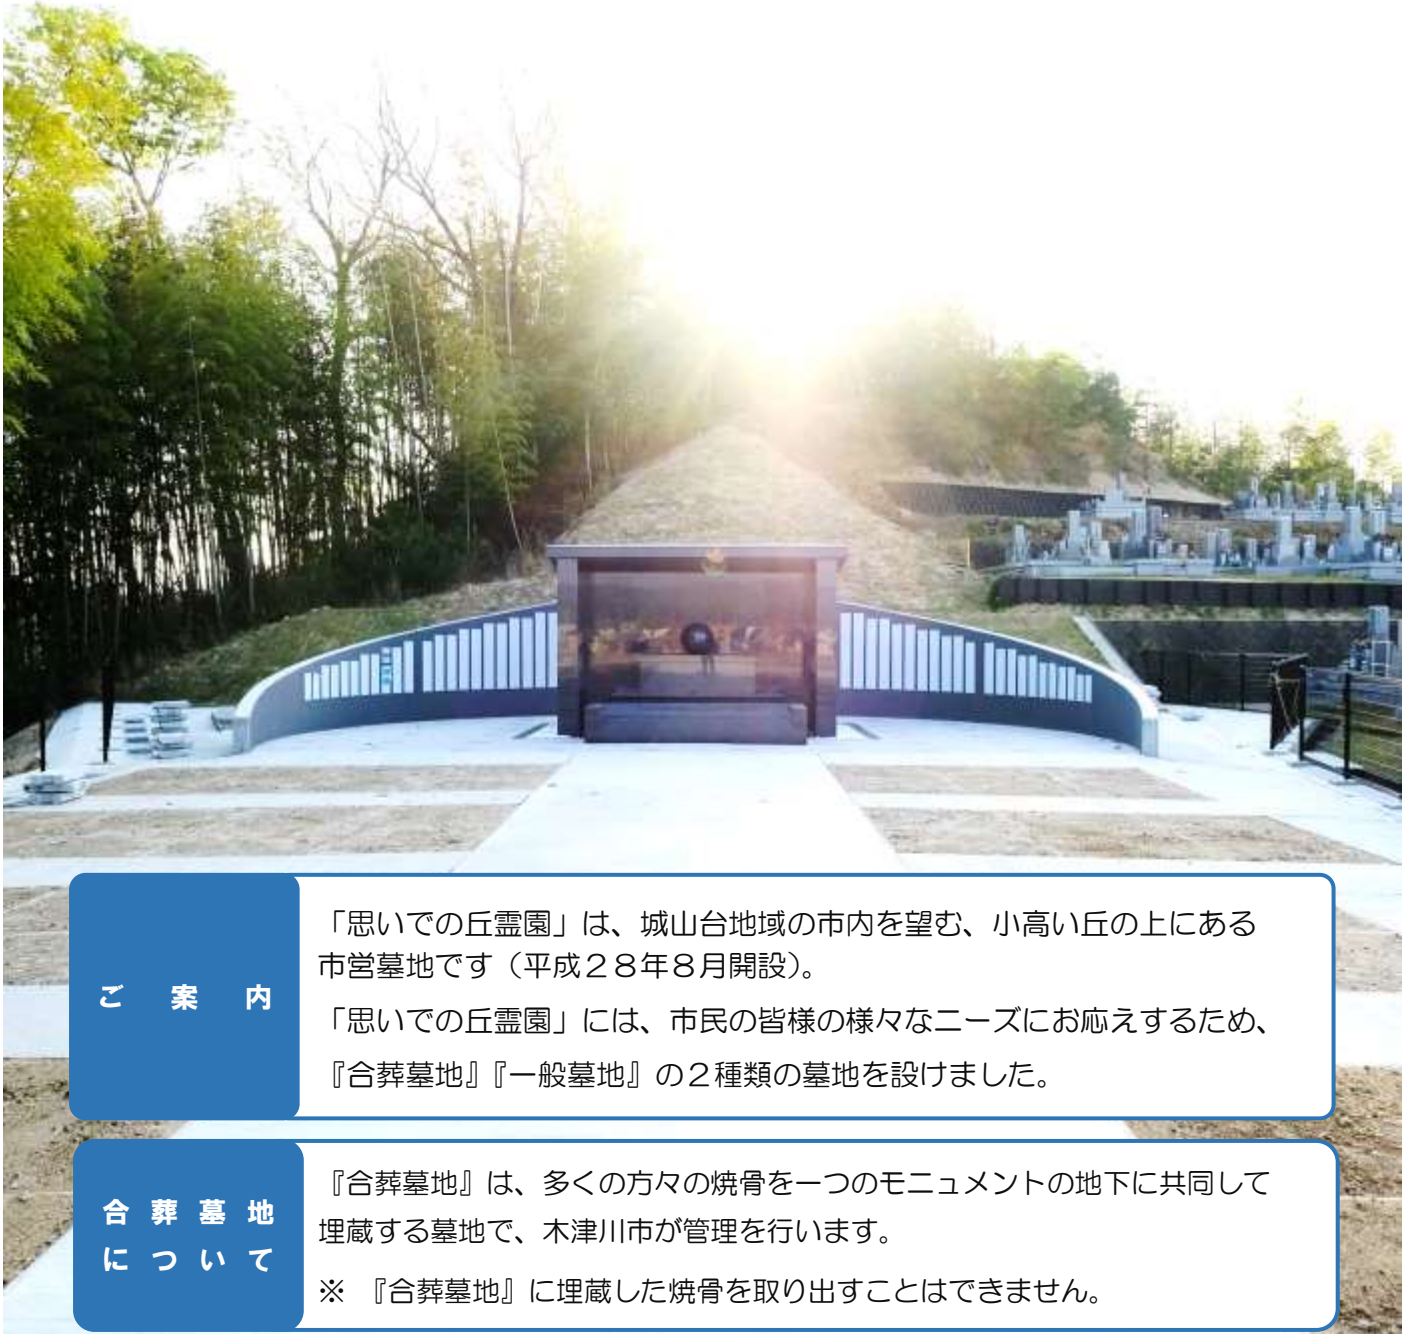 ご案内
「思いでの丘霊園」は、城山台地域の市内を望む、小高い丘の上にある
市営墓地です（平成２８年８月開設）。
「思いでの丘霊園」には、市民の皆様の様々なニーズにお応えするため、
『合葬墓地』『一般墓地』の２種類の墓地を設けました。
合葬墓地
について
『合葬墓地』は、多くの方々の焼骨を一つのモニュメントの地下に共同して
埋蔵する墓地で、木津川市が管理を行います。
※　『合葬墓地』に埋蔵した焼骨を取り出すことはできません。